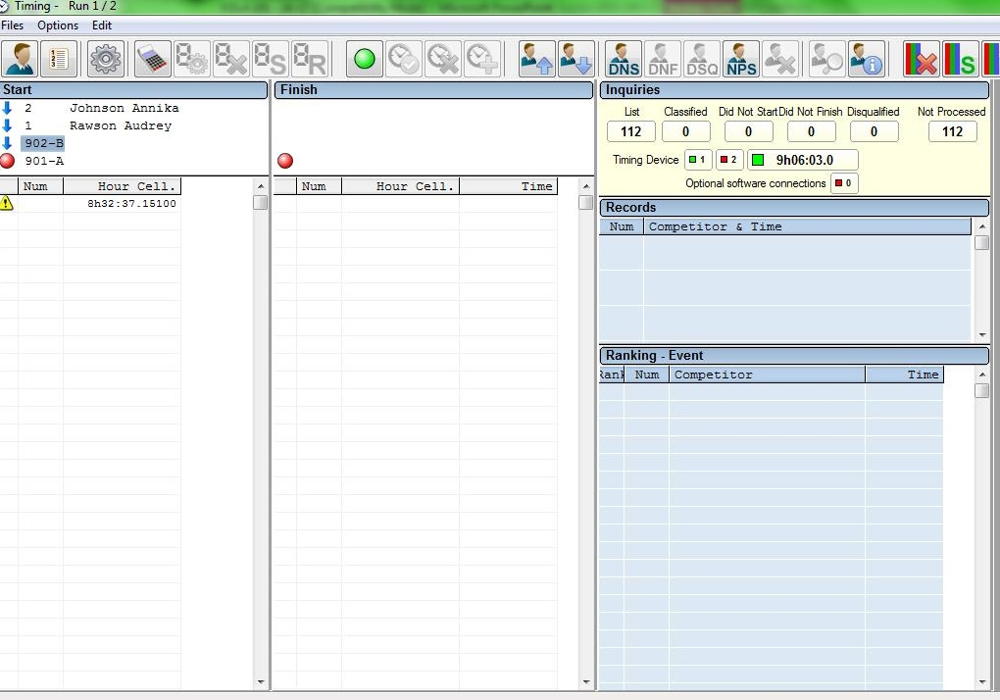 Timing - Run 1 / 2
Files Options Edit
DNS DNF DSQ NPS
S R
S
Start
2 Johnson Annika
1 Rawson Audrey
902-B
901-A
Num Hour Cell.
8h32:37.15100
Finish
Num Hour Cell. Time
Inquiries
List Classified Did Not Start Did Not Finish Disqualified Not Processed
112 0 0 0 0 112
Timing Device 1 2 9h06:03.0
Optional software connections 0
Records
Num Competitor & Time
Ranking - Event
Rank Num Competitor Time